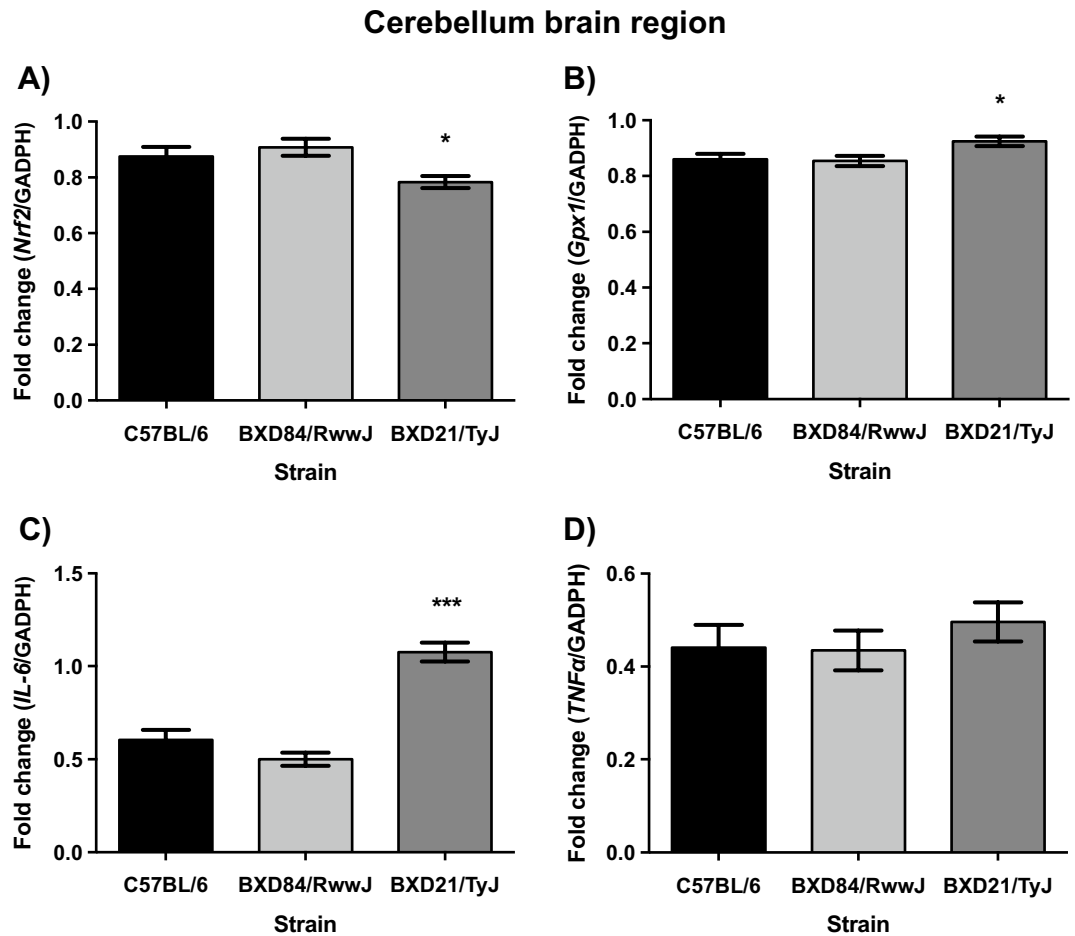 Cerebellum brain region
A)
Fold change (Nrf2/GADPH)
1.0
0.8
0.6
0.4
0.2
0.0
*
C57BL/6 BXD84/RwwJ BXD21/TyJ
Strain
B)
Fold change (Gpx1/GADPH)
1.0
0.8
0.6
0.4
0.2
0.0
*
C57BL/6 BXD84/RwwJ BXD21/TyJ
Strain
C)
Fold change (IL-6/GADPH)
1.5
1.0
0.5
0.0
***
C57BL/6 BXD84/RwwJ BXD21/TyJ
Strain
D)
Fold change (TNFα/GADPH)
0.6
0.4
0.2
0.0
C57BL/6 BXD84/RwwJ BXD21/TyJ
Strain